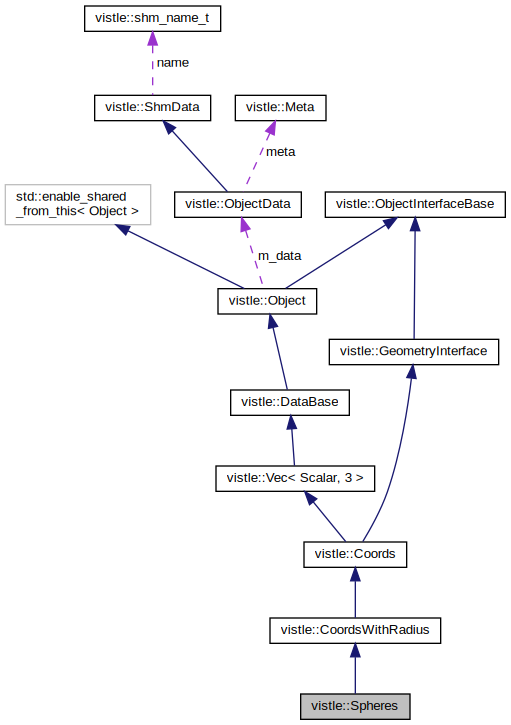 vistle::shm_name_t
name
vistle::ShmData
vistle::Meta
meta
std::enable_shared
_from_this< Object >
vistle::ObjectData
vistle::ObjectInterfaceBase
m_data
vistle::Object
vistle::GeometryInterface
vistle::DataBase
vistle::Vec< Scalar, 3 >
vistle::Coords
vistle::CoordsWithRadius
vistle::Spheres